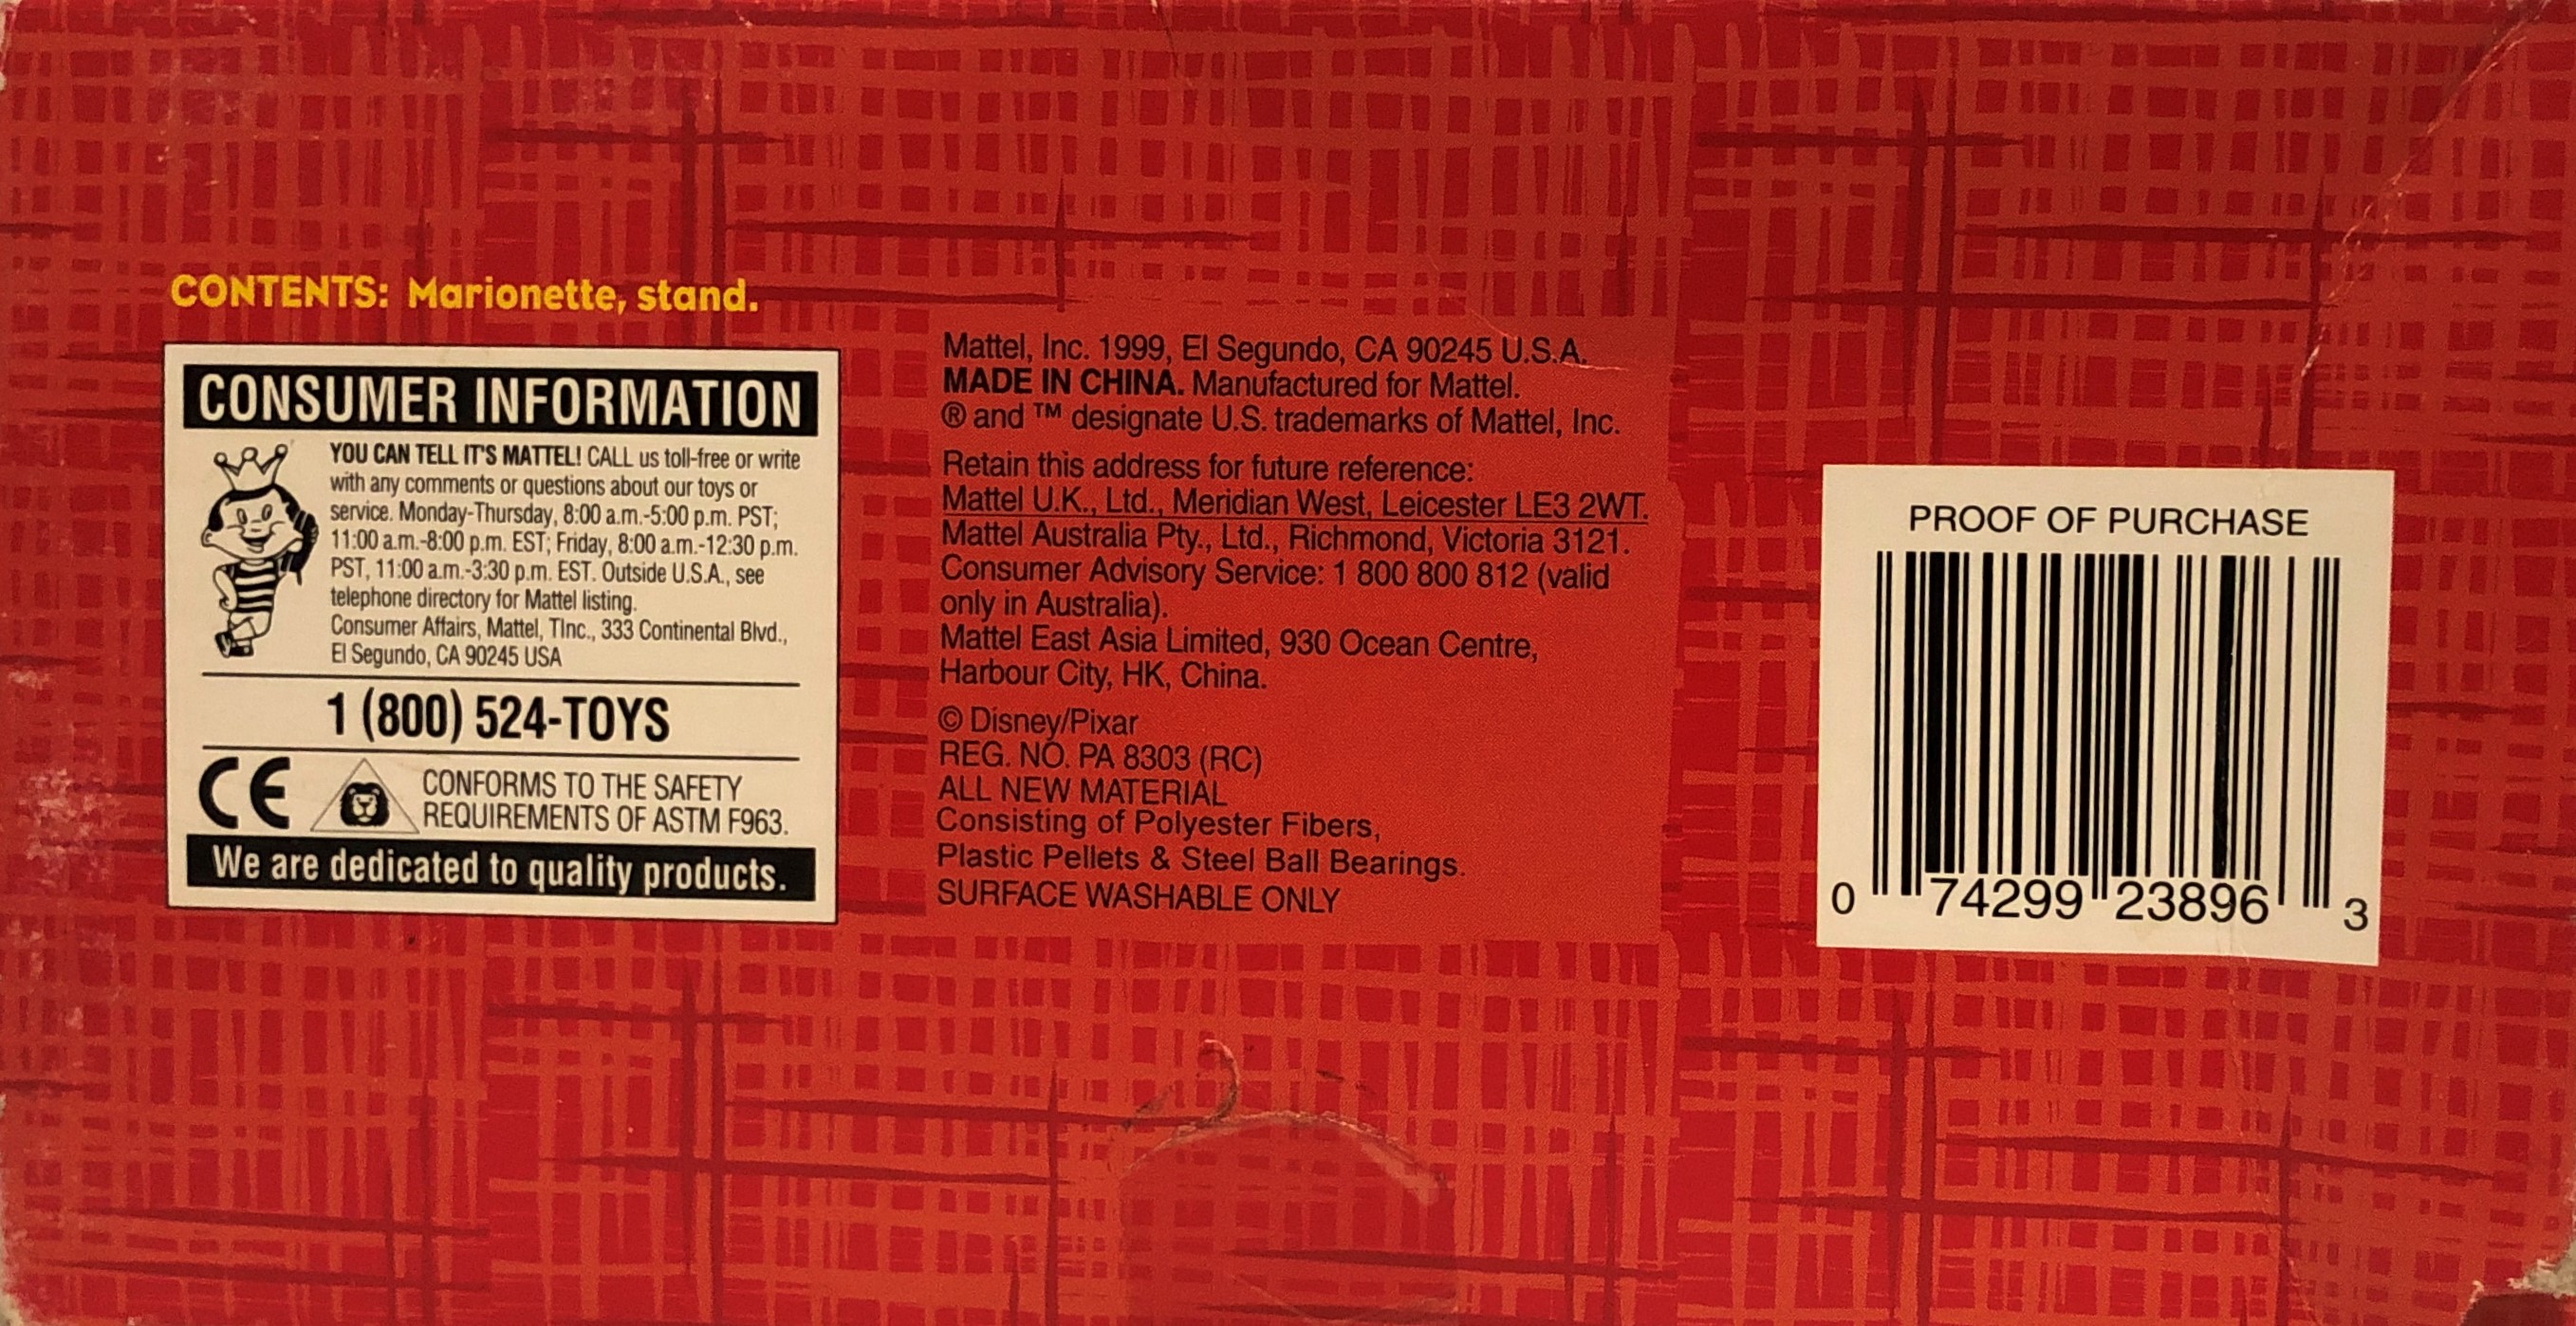 CONTENTS: Marionette, stand.
CONSUMER INFORMATION
YOU CAN TELL IT'S MATTEL! CALL us toll-free or write
with any comments or questions about our toys or
service. Monday-Thursday, 8:00 a.m.-5:00 p.m. PST;
11:00 a.m.-8:00 p.m. EST; Friday, 8:00 a.m.-12:30 p.m.
PST, 11:00 a.m.-3:30 p.m. EST. Outside U.S.A., see
telephone directory for Mattel listing.
Consumer Affairs, Mattel, TInc., 333 Continental Blvd.,
El Segundo, CA 90245 USA
1 (800) 524-TOYS
CE
CONFORMS TO THE SAFETY
REQUIREMENTS OF ASTM F963.
We are dedicated to quality products.
Mattel, Inc. 1999, El Segundo, CA 90245 U.S.A.
MADE IN CHINA. Manufactured for Mattel.
® and ™ designate U.S. trademarks of Mattel, Inc.
Retain this address for future reference:
Mattel U.K., Ltd., Meridian West, Leicester LE3 2WT.
Mattel Australia Pty., Ltd., Richmond, Victoria 3121.
Consumer Advisory Service: 1 800 800 812 (valid
only in Australia).
Mattel East Asia Limited, 930 Ocean Centre,
Harbour City, HK, China.
© Disney/Pixar
REG. NO. PA 8303 (RC)
ALL NEW MATERIAL
Consisting of Polyester Fibers,
Plastic Pellets & Steel Ball Bearings.
SURFACE WASHABLE ONLY
PROOF OF PURCHASE
0 74299 23896 3